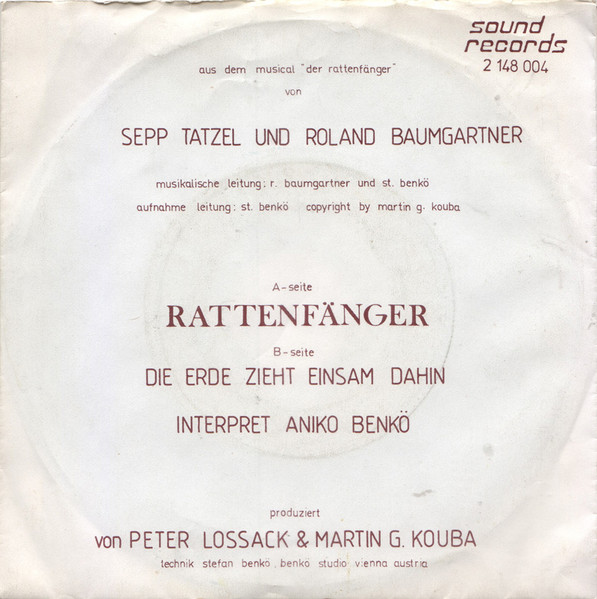 sound
records
2 148 004
aus dem musical "der rattenfänger"
von
SEPP TATZEL UND ROLAND BAUMGARTNER
musikalische leitung: r. baumgartner und st. benkö
aufnahme leitung: st. benkö copyright by martin g. kouba
A-seite
RATTENFÄNGER
B-seite
DIE ERDE ZIEHT EINSAM DAHIN
INTERPRET ANIKO BENKÖ
produziert
von PETER LOSSACK & MARTIN G. KOUBA
technik stefan benkö, benkö studio vienna austria